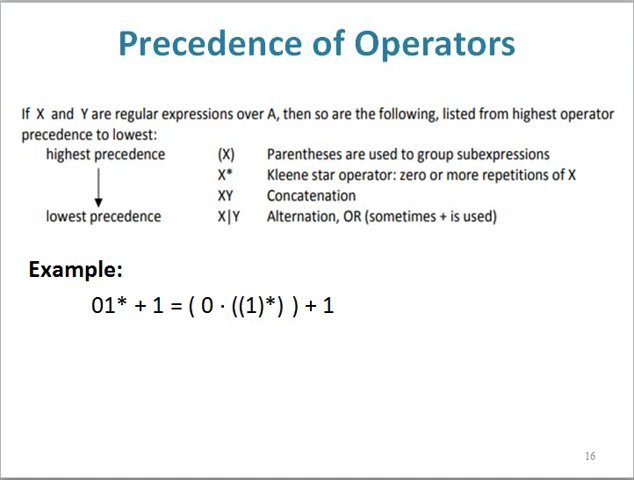 Precedence of Operators
If X and Y are regular expressions over A, then so are the following, listed from highest operator
precedence to lowest:
highest precedence (X) Parentheses are used to group subexpressions
X* Kleene star operator: zero or more repetitions of X
XY Concatenation
lowest precedence X|Y Alternation, OR (sometimes + is used)
Example:
01* + 1 = ( 0 · ((1)*) ) + 1
16